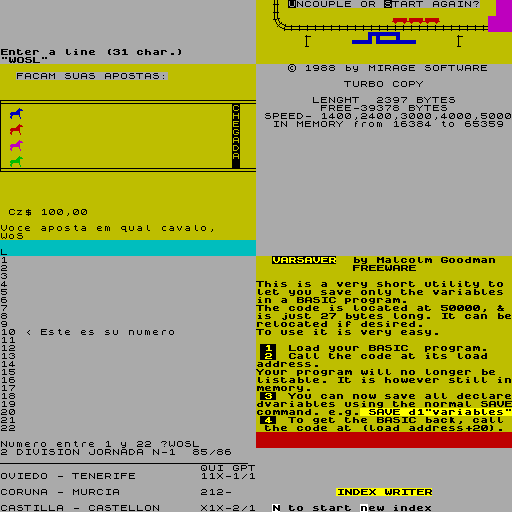 Enter a line (31 char.)
"WOSL"
UNCOUPLE OR START AGAIN?
FACAM SUAS APOSTAS:
CHEGADA
Cz$ 100,00
Voce aposta em qual cavalo,
WoS
L
© 1988 by MIRAGE SOFTWARE
TURBO COPY
LENGHT  2397 BYTES
FREE-39378 BYTES
SPEED- 1400,2400,3000,4000,5000
IN MEMORY from 16384 to 65359
1
2
3
4
5
6
7
8
9
10 < Este es su numero
11
12
13
14
15
16
17
18
19
20
21
22
Numero entre 1 y 22 ?WOSL
VARSAVER  by Malcolm Goodman
FREEWARE
This is a very short utility to
let you save only the variables
in a BASIC program.
The code is located at 50000, &
is just 27 bytes long. It can be
relocated if desired.
To use it is very easy.
1 Load your BASIC  program.
2 Call the code at its load
address.
Your program will no longer be
listable. It is however still in
memory.
3 You can now save all declare
dvariables using the normal SAVE
command. e.g. SAVE d1"variables"
4 To get the BASIC back, call
the code at (load address+20).
2 DIVISION JORNADA N-1  85/86
QUI GPT
OVIEDO - TENERIFE 11X-1/1
CORUNA - MURCIA 212-
CASTILLA - CASTELLON X1X-2/1
INDEX WRITER
N to start new index